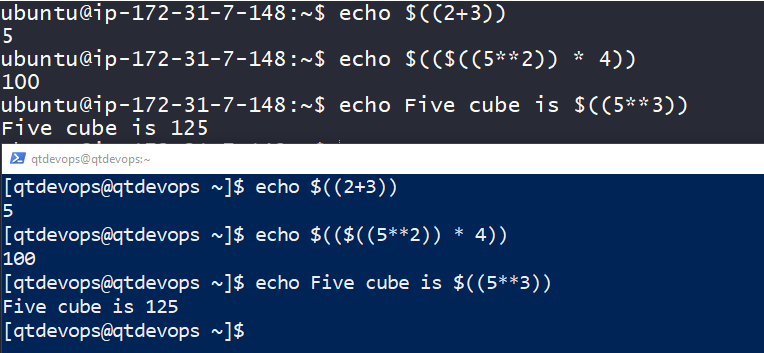 ubuntu@ip-172-31-7-148:~$ echo $((2+3))
5
ubuntu@ip-172-31-7-148:~$ echo $(($((5**2)) * 4))
100
ubuntu@ip-172-31-7-148:~$ echo Five cube is $((5**3))
Five cube is 125
qtdevops@qtdevops:~
[qtdevops@qtdevops ~]$ echo $((2+3))
5
[qtdevops@qtdevops ~]$ echo $(($((5**2)) * 4))
100
[qtdevops@qtdevops ~]$ echo Five cube is $((5**3))
Five cube is 125
[qtdevops@qtdevops ~]$